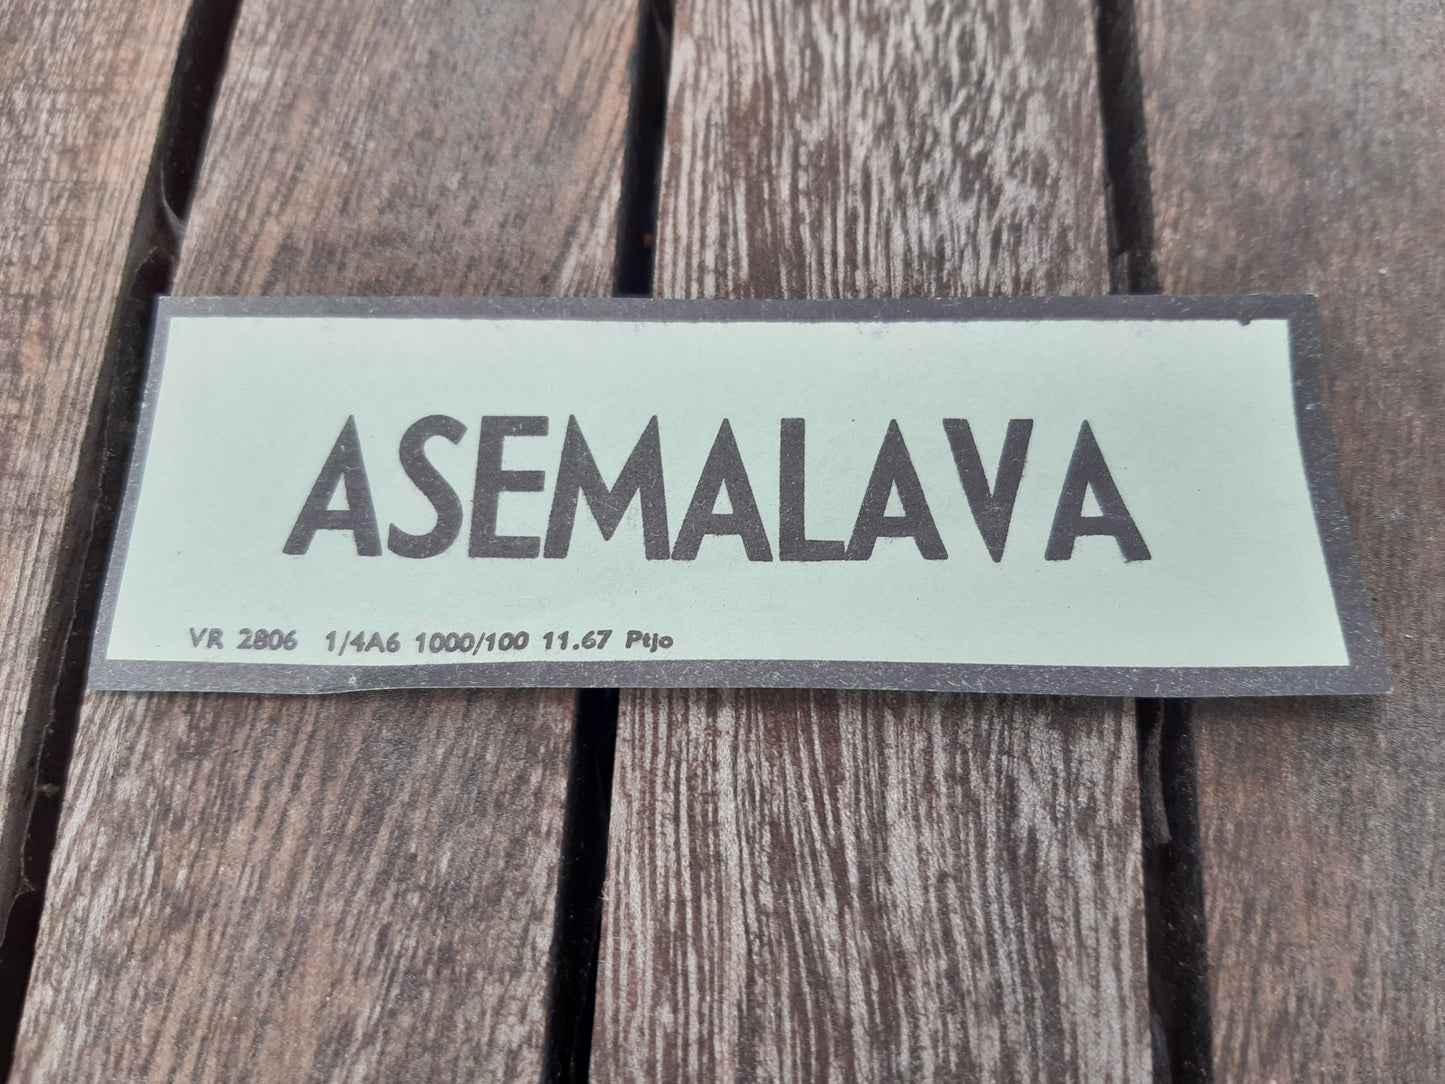 ASEMALAVA
VR 2806 1/4A6 1000/100 11.67 Ptjo